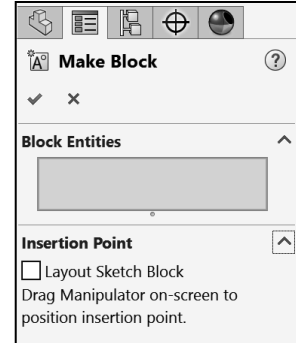 Make Block
Block Entities
Insertion Point
Layout Sketch Block
Drag Manipulator on-screen to
position insertion point.